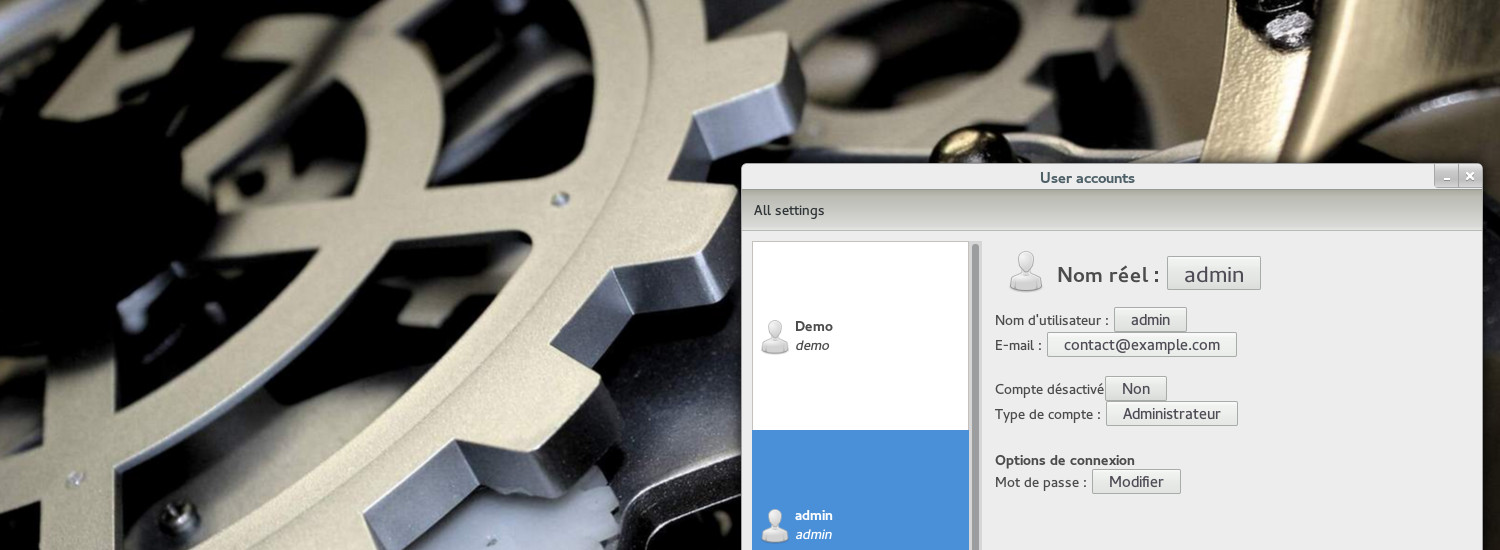 User accounts
All settings
Demo
demo
admin
admin
Nom réel : admin
Nom d'utilisateur : admin
E-mail : contact@example.com
Compte désactivé Non
Type de compte : Administrateur
Options de connexion
Mot de passe : Modifier